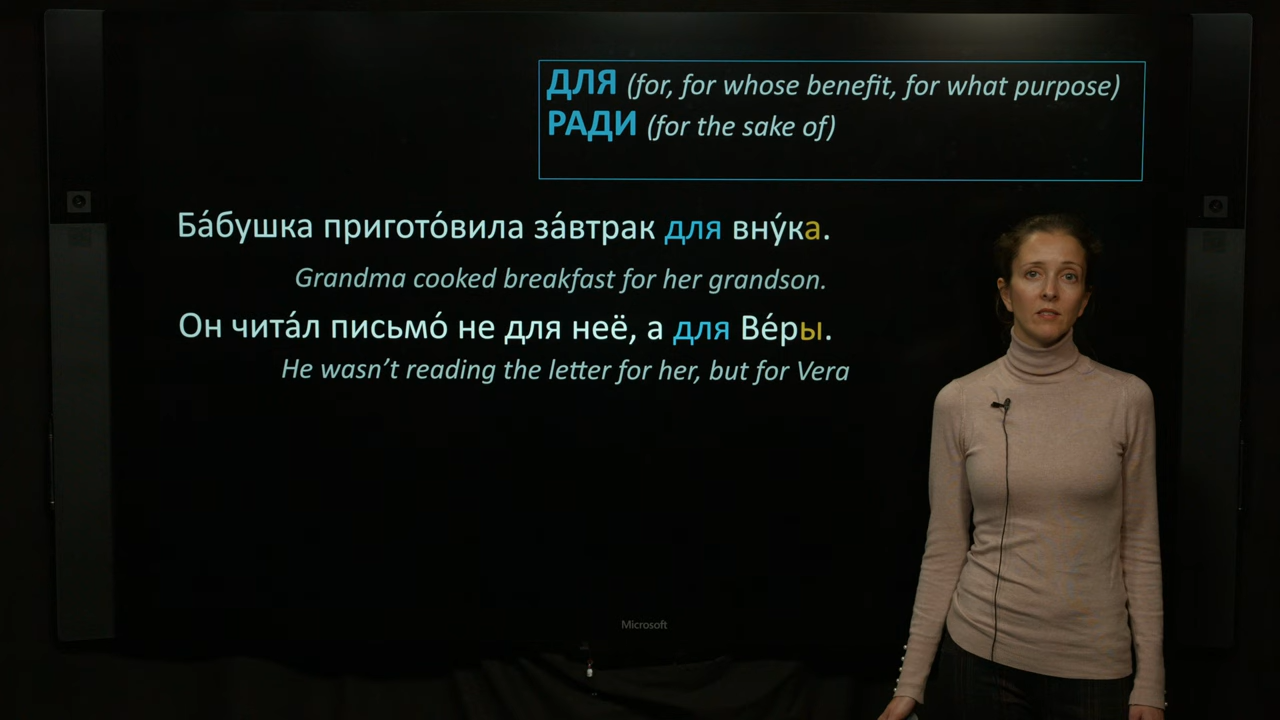 ДЛЯ (for, for whose benefit, for what purpose)
РАДИ (for the sake of)
Ба́бушка пригото́вила за́втрак для вну́ка.
Grandma cooked breakfast for her grandson.
Он чита́л письмо́ не для неё, а для Ве́ры.
He wasn’t reading the letter for her, but for Vera
Microsoft